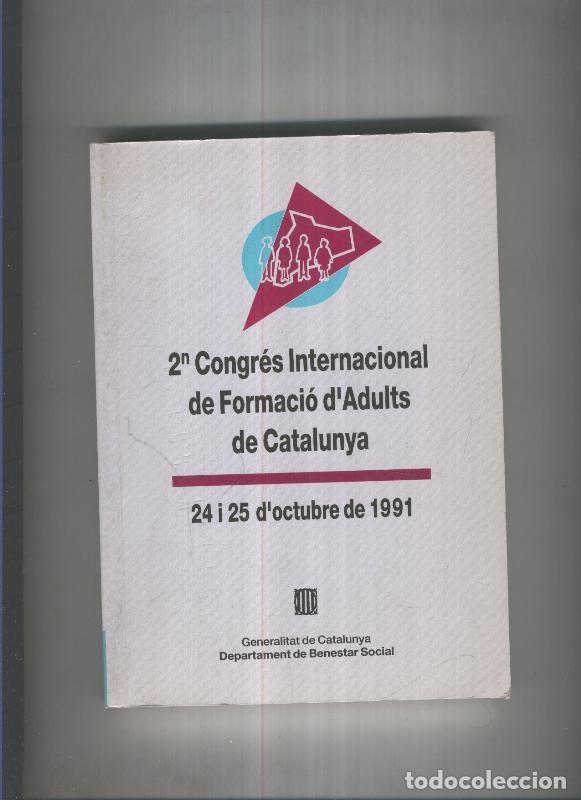 2n Congrés Internacional
de Formació d'Adults
de Catalunya
24 i 25 d'octubre de 1991
Generalitat de Catalunya
Departament de Benestar Social
todocoleccion